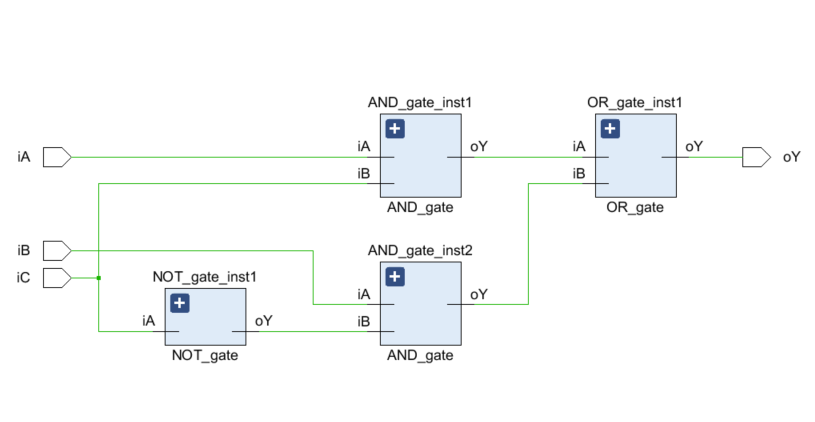 AND_gate_inst1
OR_gate_inst1
iA
iA
oY
iA
oY
oY
iB
iB
AND_gate
OR_gate
iB
AND_gate_inst2
iC
NOT_gate_inst1
iA
oY
iA
oY
iB
NOT_gate
AND_gate